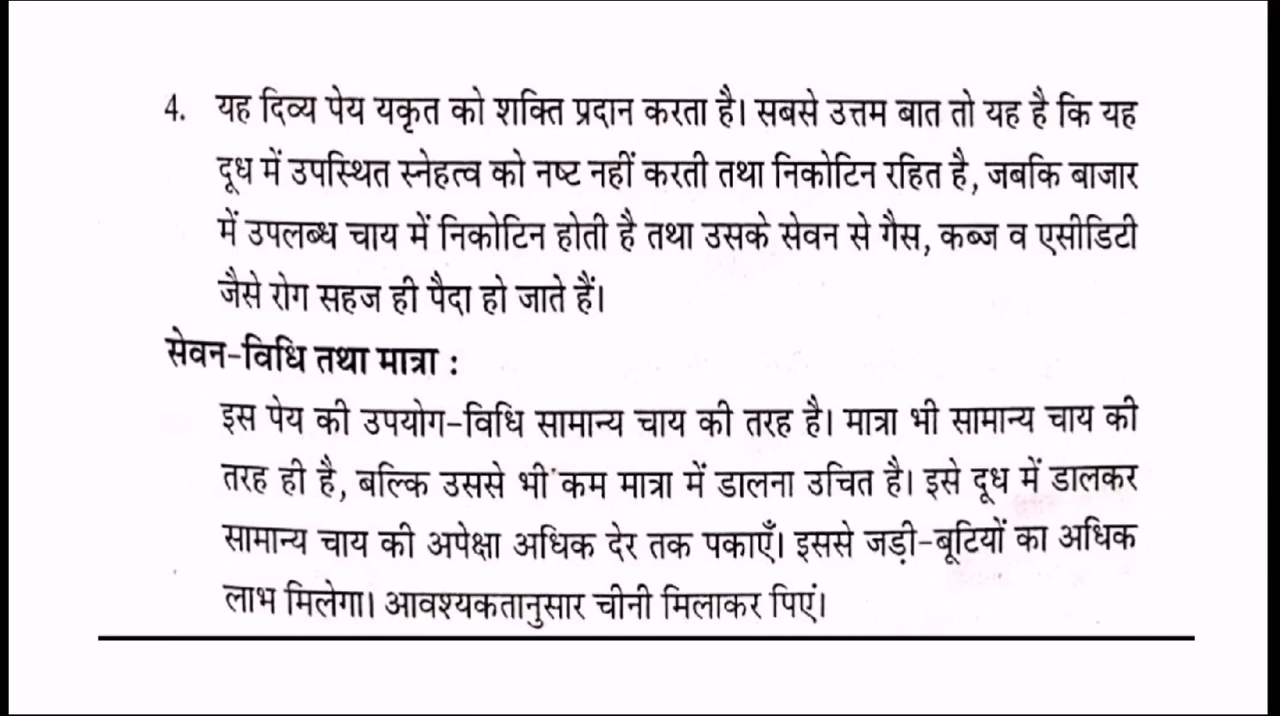 4. यह दिव्य पेय यकृत को शक्ति प्रदान करता है। सबसे उत्तम बात तो यह है कि यह
दूध में उपस्थित स्नेहत्व को नष्ट नहीं करती तथा निकोटिन रहित है, जबकि बाजार
में उपलब्ध चाय में निकोटिन होती है तथा उसके सेवन से गैस, कब्ज व एसीडिटी
जैसे रोग सहज ही पैदा हो जाते हैं।
सेवन-विधि तथा मात्रा :
इस पेय की उपयोग-विधि सामान्य चाय की तरह है। मात्रा भी सामान्य चाय की
तरह ही है, बल्कि उससे भी कम मात्रा में डालना उचित है। इसे दूध में डालकर
सामान्य चाय की अपेक्षा अधिक देर तक पकाएँ। इससे जड़ी-बूटियों का अधिक
लाभ मिलेगा। आवश्यकतानुसार चीनी मिलाकर पिएं।